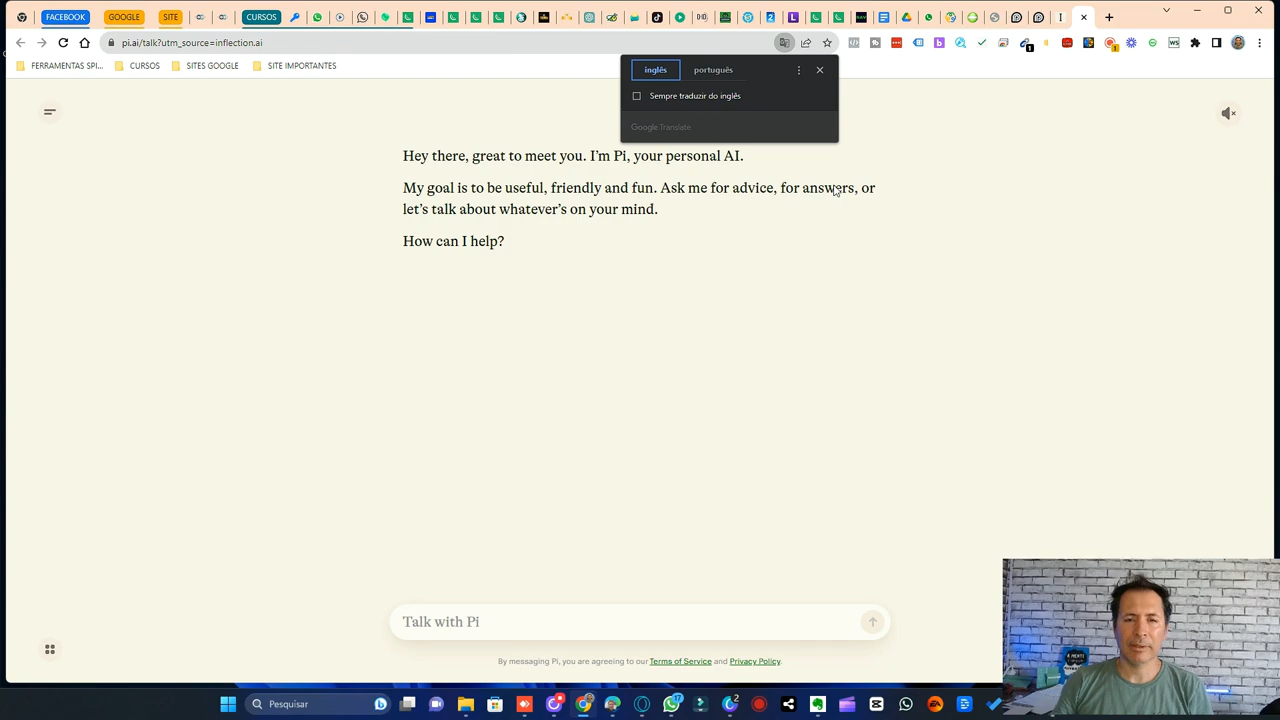 FACEBOOK GOOGLE SITE CURSOS
pi.ai/talk?utm_source=inflection.ai
FERRAMENTAS SPI... CURSOS SITES GOOGLE SITE IMPORTANTES
inglês português
Sempre traduzir do inglês
Google Translate
Hey there, great to meet you. I'm Pi, your personal AI.
My goal is to be useful, friendly and fun. Ask me for advice, for answers, or
let's talk about whatever's on your mind.
How can I help?
Talk with Pi
By messaging Pi, you are agreeing to our Terms of Service and Privacy Policy.
Pesquisar